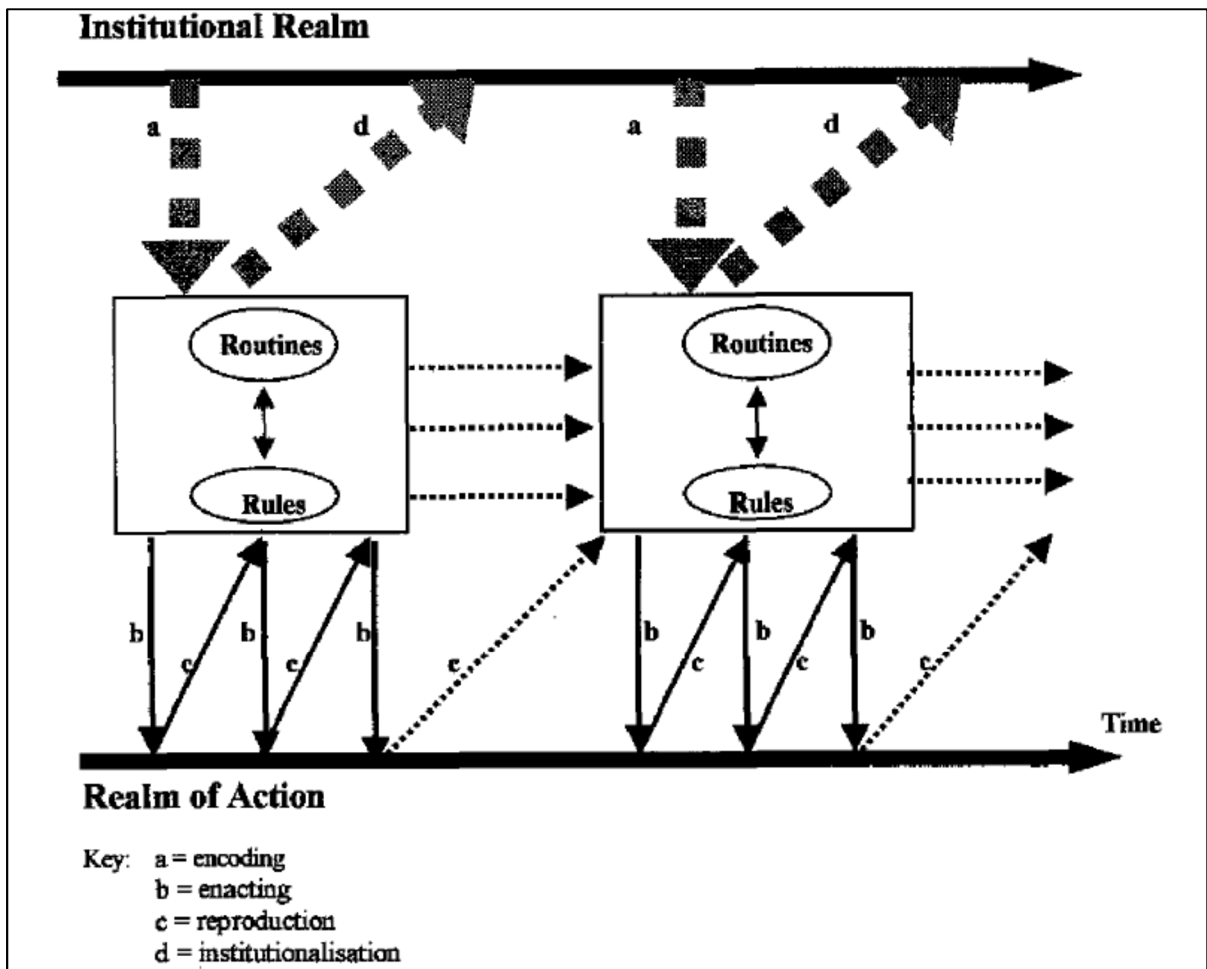 Institutional Realm
a
d
a
d
Routines
Routines
Rules
Rules
b
c
b
c
b
c
b
c
b
c
b
c
Time
Realm of Action
Key: a = encoding
b = enacting
c = reproduction
d = institutionalisation